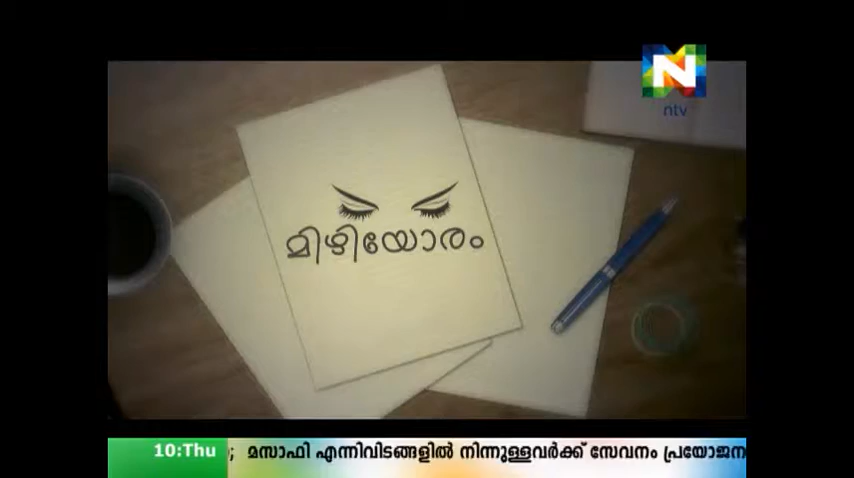 N
ntv
മിഴിയോരം
10:Thu
മസാഫി എന്നിവിടങ്ങളിൽ നിന്നുള്ളവർക്ക് സേവനം പ്രയോജന